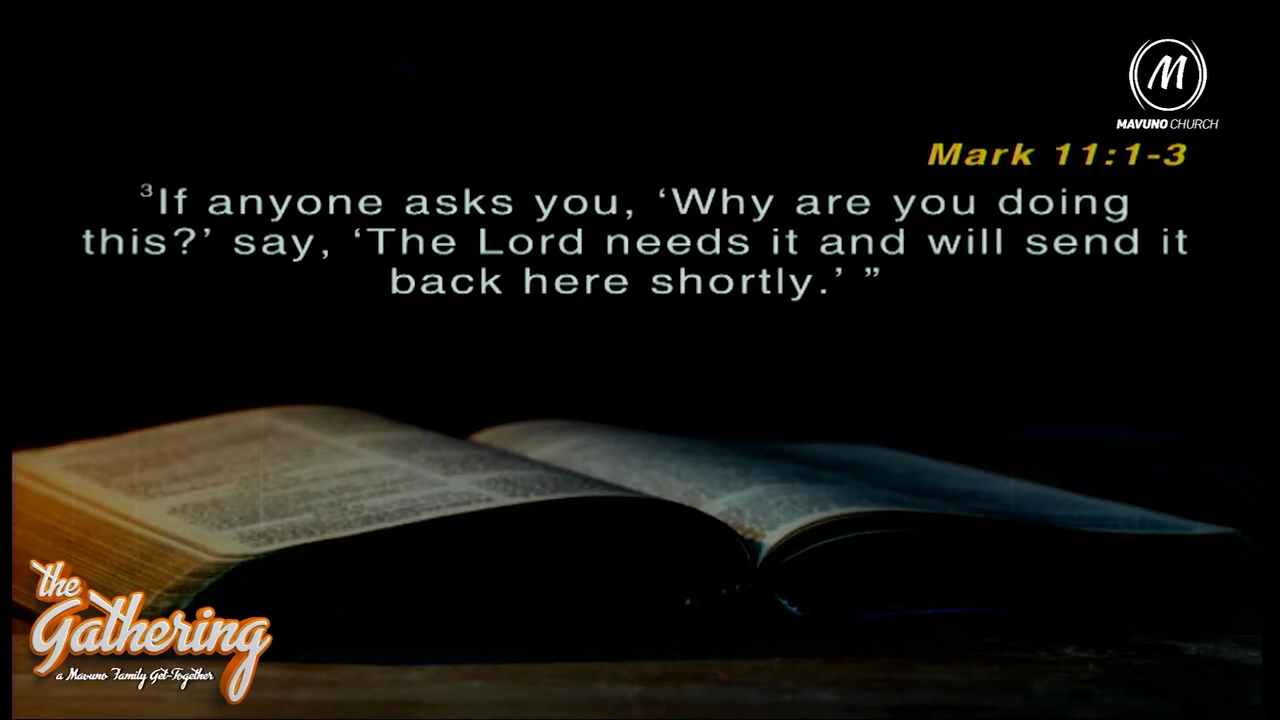 M
MAVUNO CHURCH
Mark 11:1-3
³If anyone asks you, ‘Why are you doing
this?’ say, ‘The Lord needs it and will send it
back here shortly.’ ”
the
Gathering
a Mavuno Family Get-Together